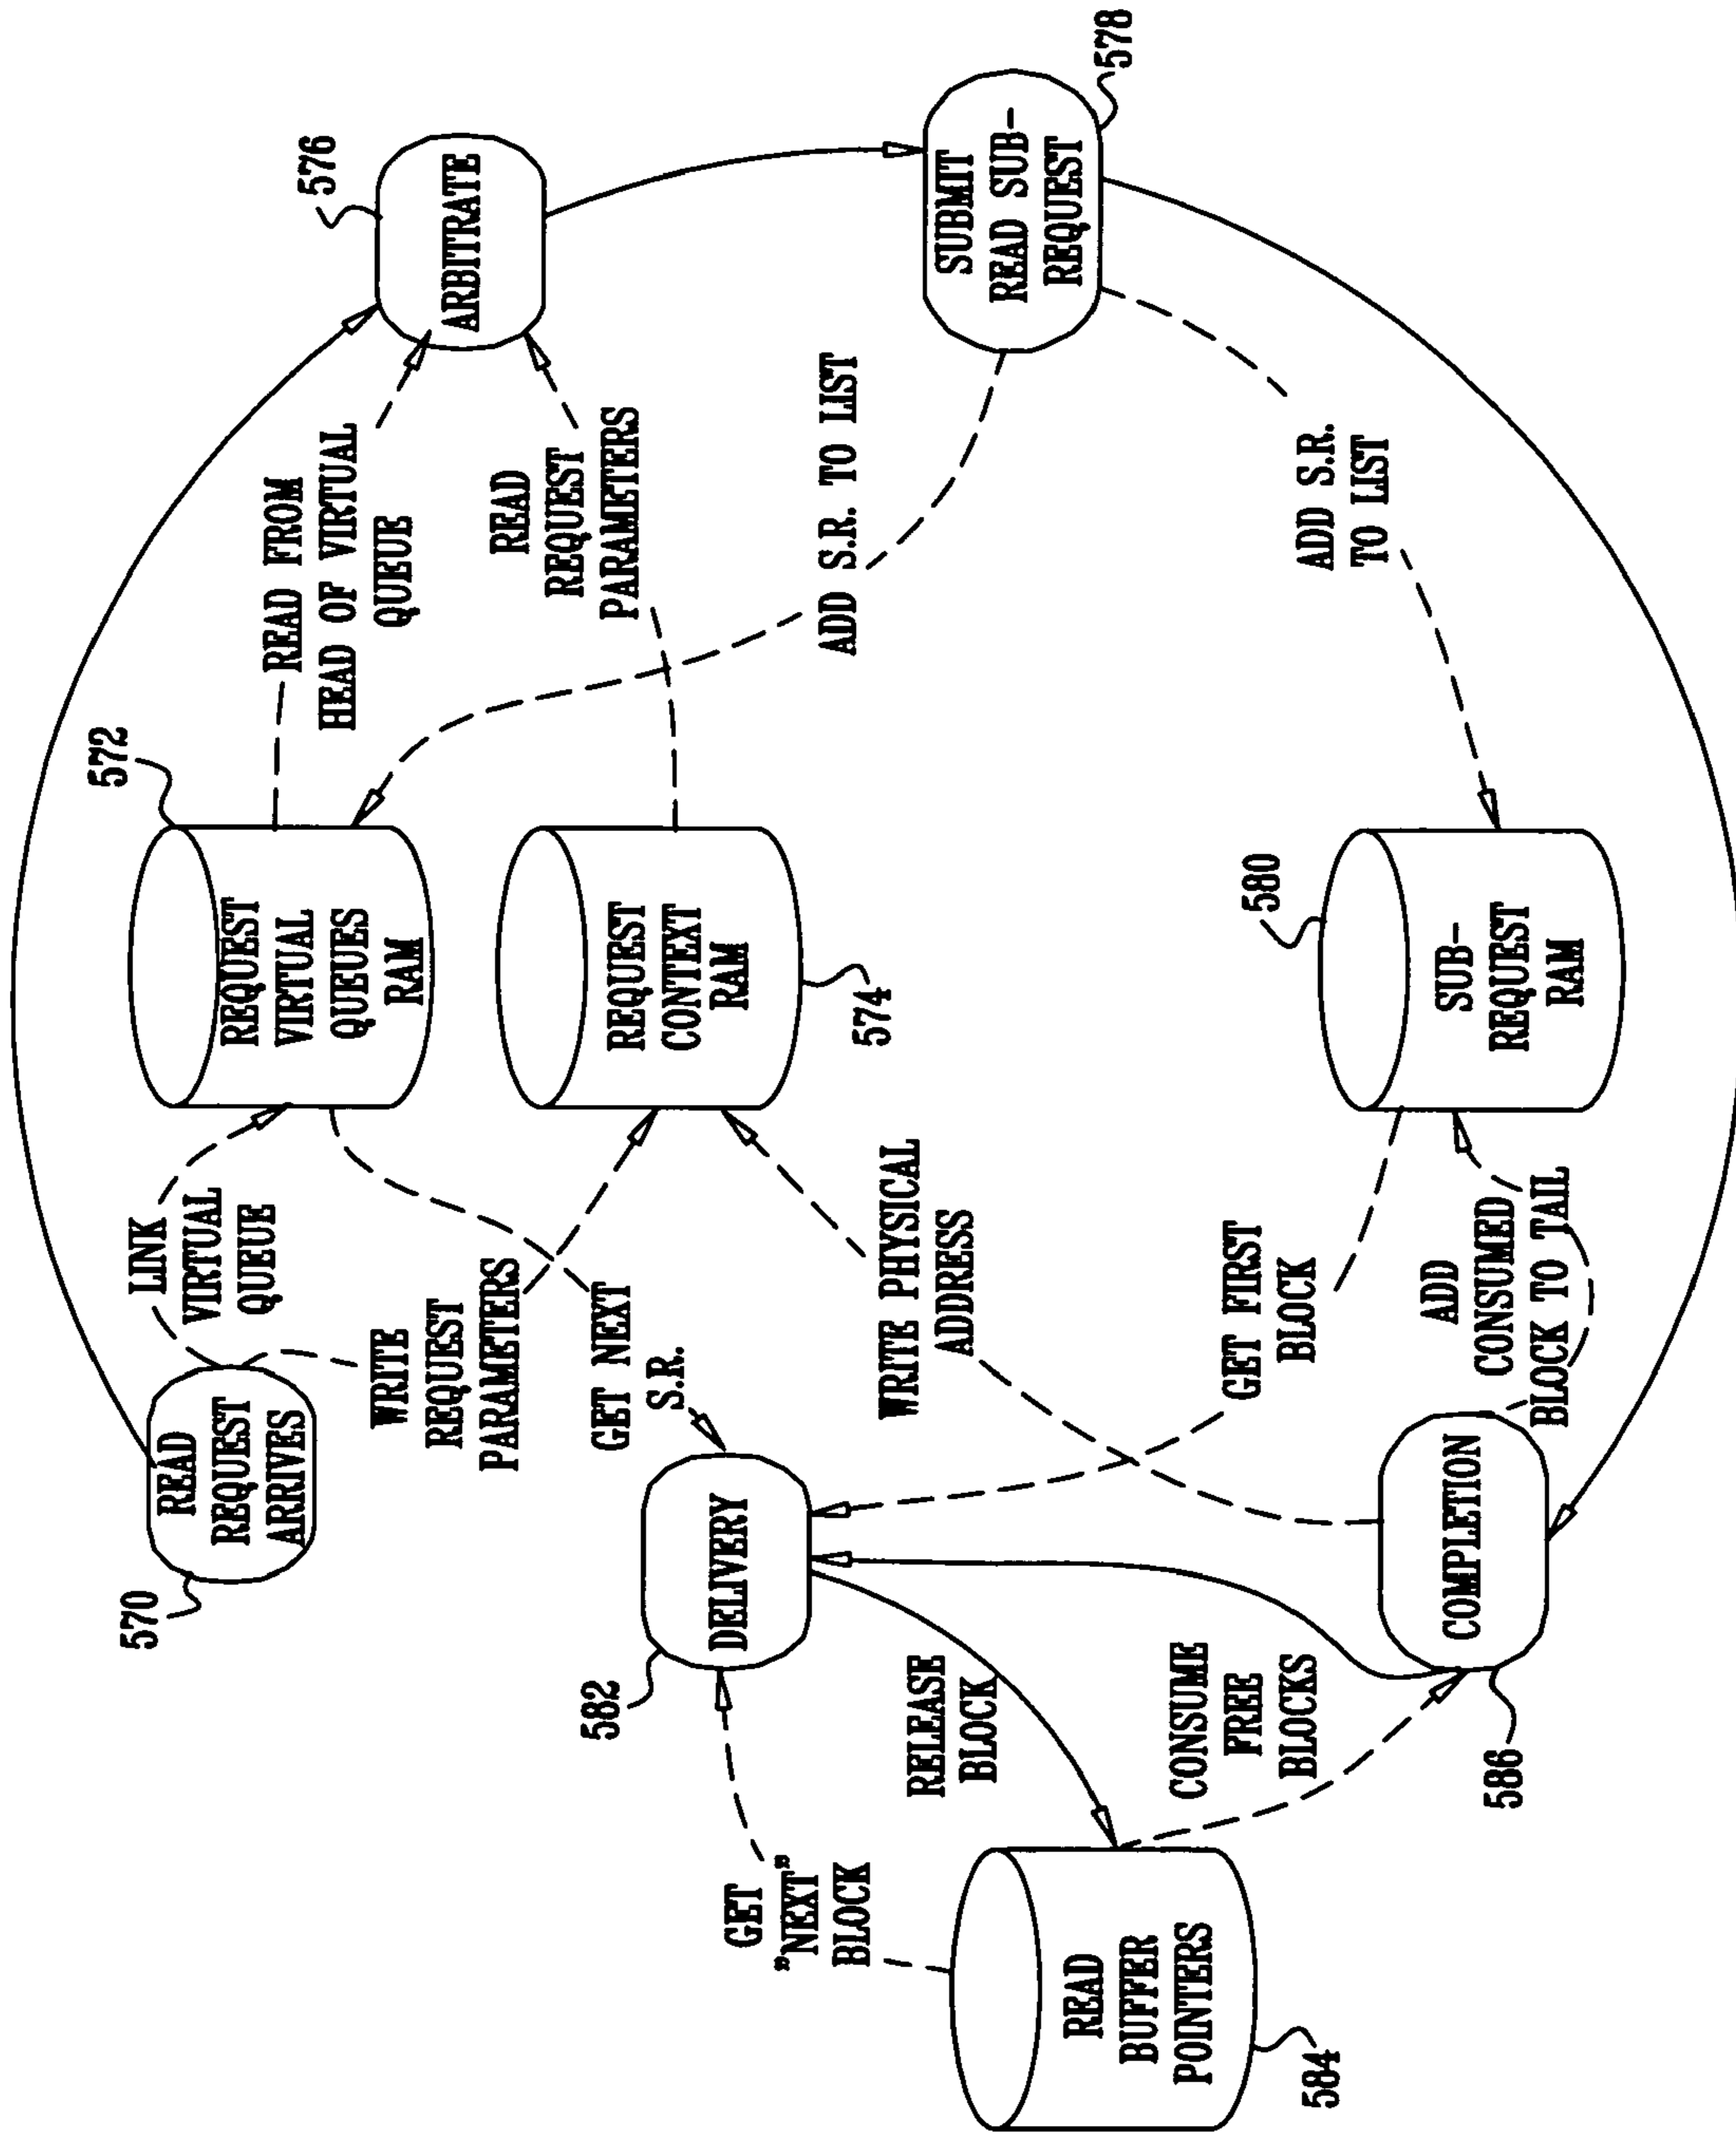 570
READ
REQUEST
ARRIVES
LINK
VIRTUAL
QUEUE
572
REQUEST
VIRTUAL
QUEUES
RAM
READ FROM
HEAD OF VIRTUAL
QUEUE
576
ARBITRATE
WRITE
REQUEST
PARAMETERS
REQUEST
CONTEXT
RAM
574
READ
REQUEST
PARAMETERS
GET NEXT
S.R.
582
DELIVERY
GET
"NEXT"
BLOCK
ADD S.R. TO LIST
WRITE PHYSICAL
ADDRESS
SUBMIT
READ SUB-
REQUEST
578
RELEASE
BLOCK
READ
BUFFER
POINTERS
584
CONSUME
FREE
BLOCKS
GET FIRST
BLOCK
580
SUB-
REQUEST
RAM
ADD S.R.
TO LIST
COMPLETION
586
ADD
CONSUMED
BLOCK TO TAIL